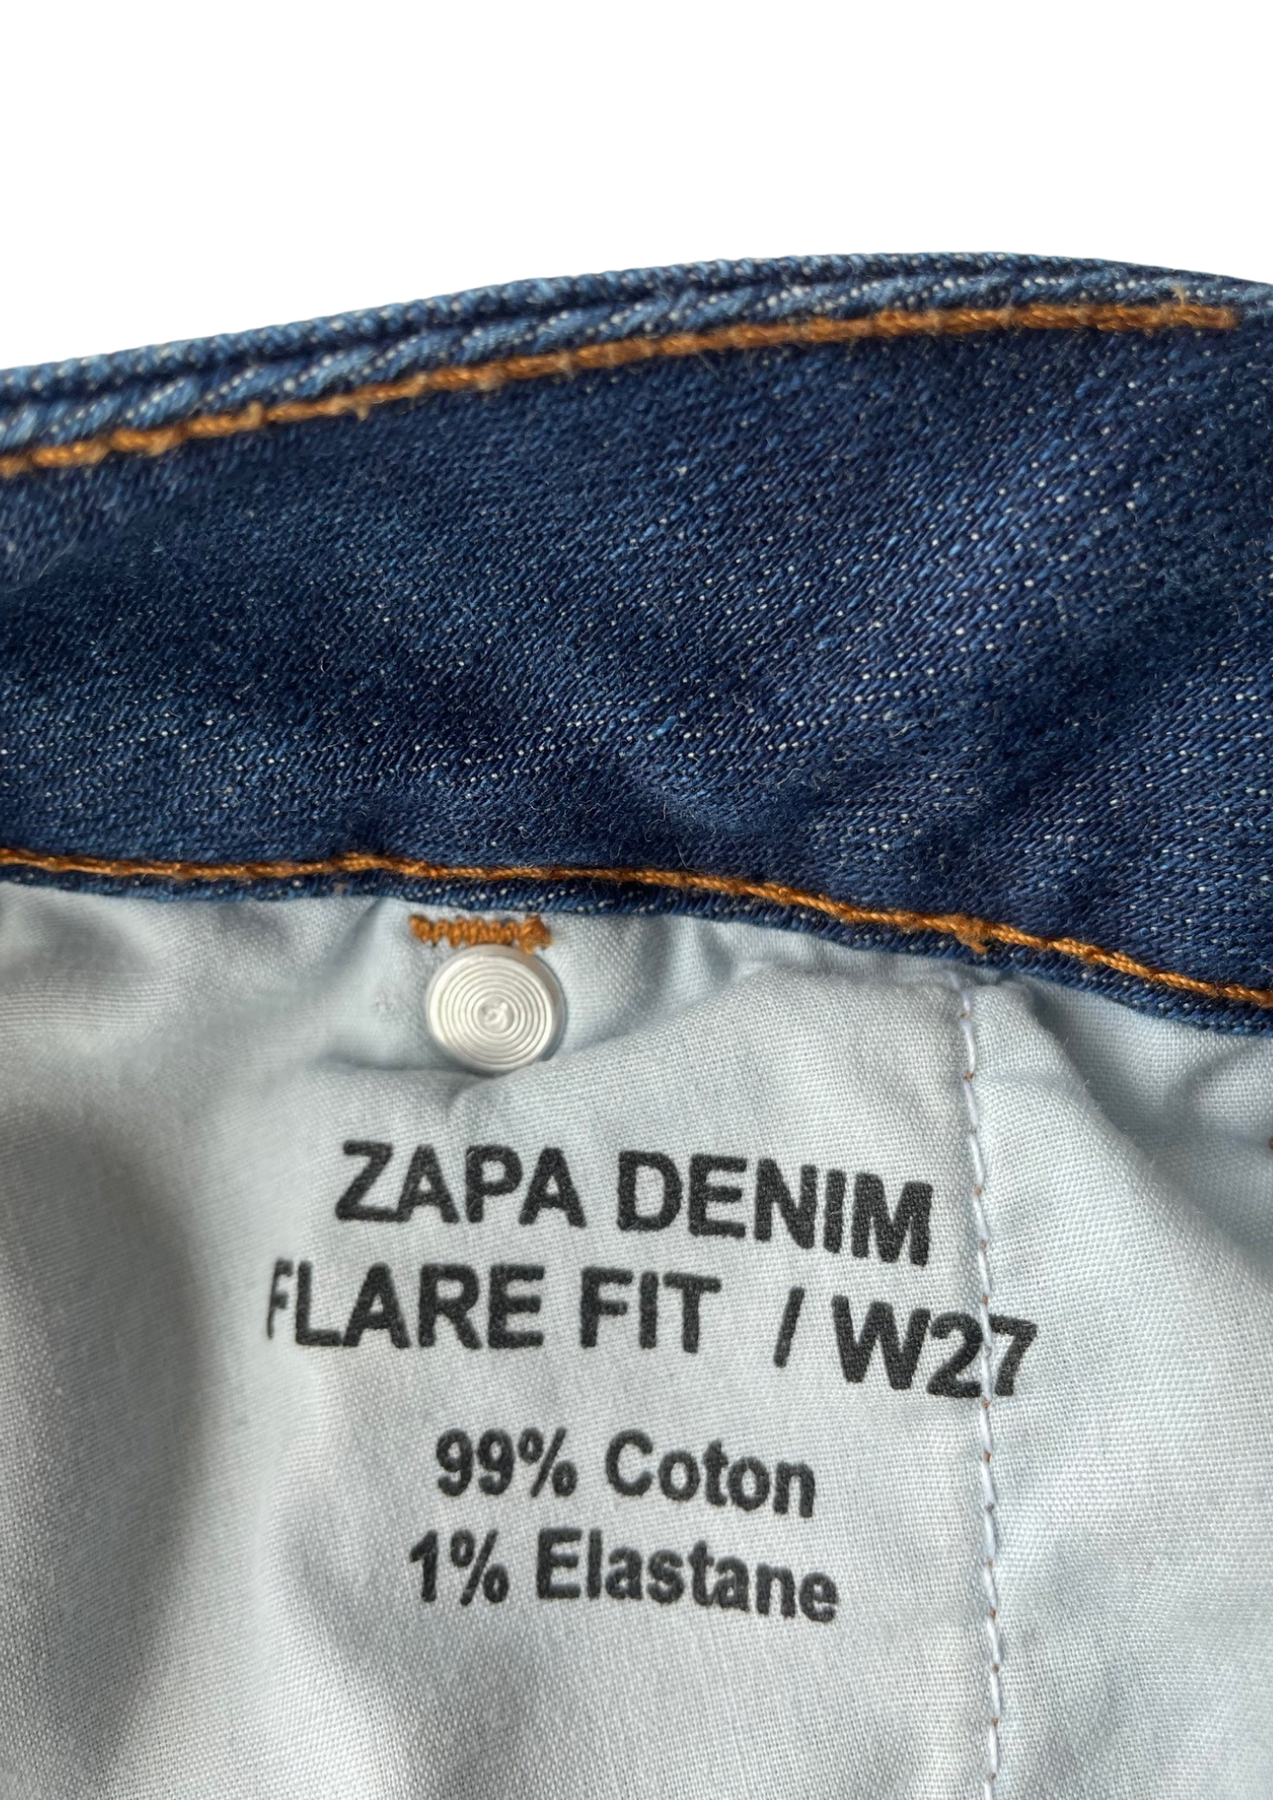 ZAPA DENIM
FLARE FIT / W27
99% Coton
1% Elastane